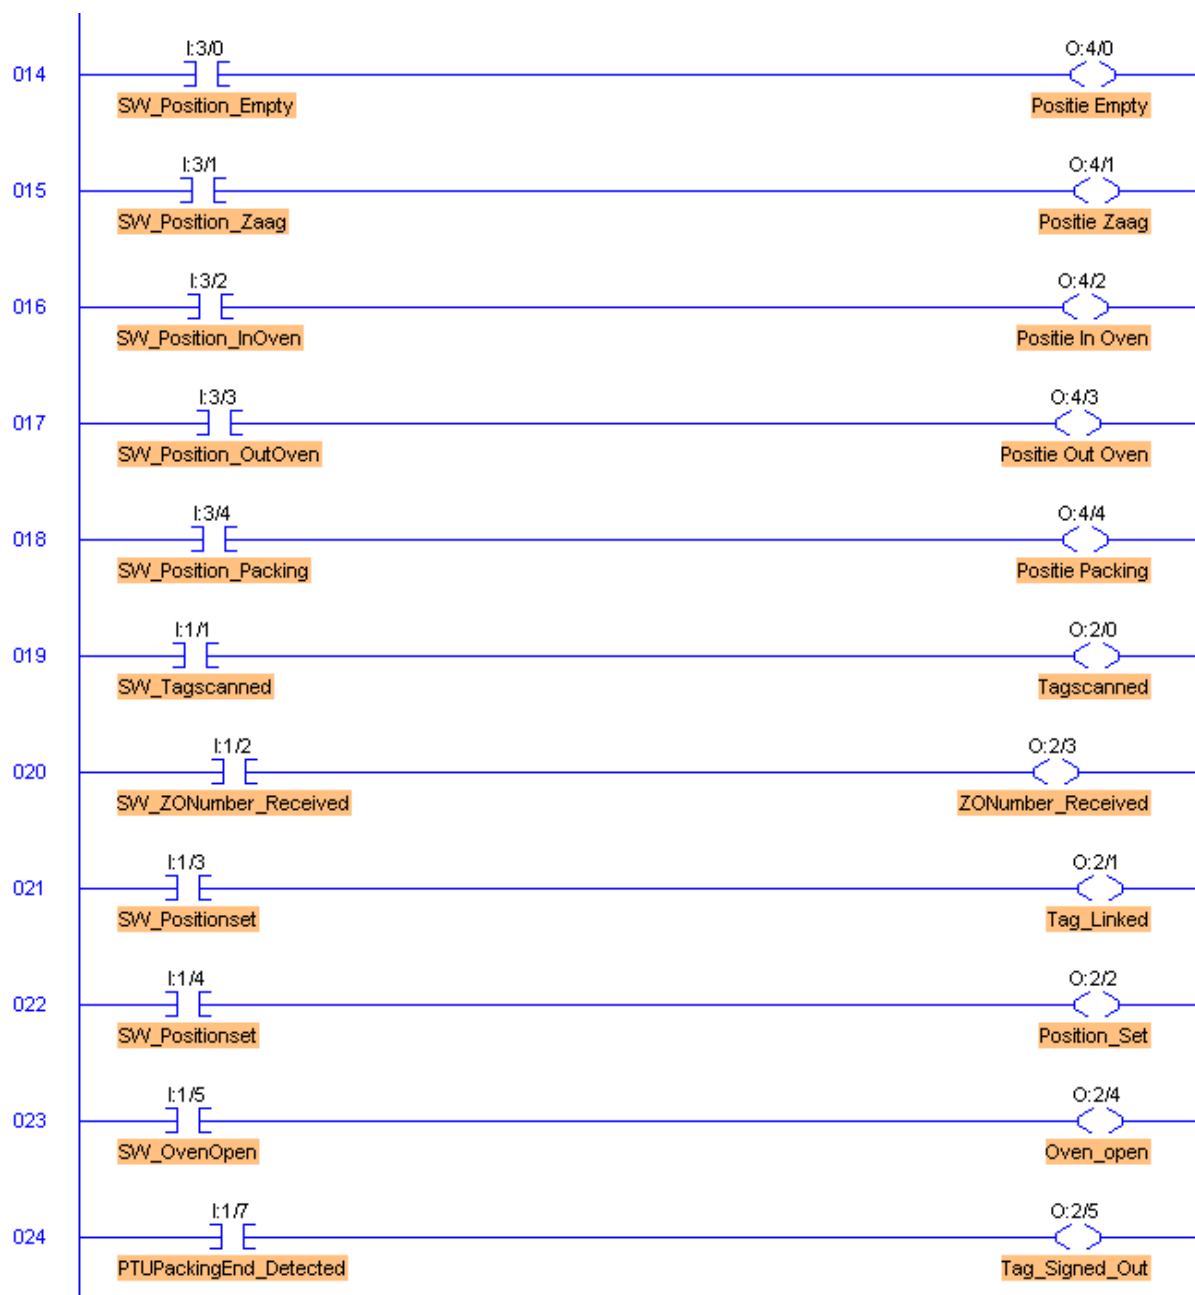 I:3/0 O:4/0
014
SW_Position_Empty Positie Empty
I:3/1 O:4/1
015
SW_Position_Zaag Positie Zaag
I:3/2 O:4/2
016
SW_Position_InOven Positie In Oven
I:3/3 O:4/3
017
SW_Position_OutOven Positie Out Oven
I:3/4 O:4/4
018
SW_Position_Packing Positie Packing
I:1/1 O:2/0
019
SW_Tagscanned Tagscanned
I:1/2 O:2/3
020
SW_ZONumber_Received ZONumber_Received
I:1/3 O:2/1
021
SW_Positionset Tag_Linked
I:1/4 O:2/2
022
SW_Positionset Position_Set
I:1/5 O:2/4
023
SW_OvenOpen Oven_open
I:1/7 O:2/5
024
PTUPackingEnd_Detected Tag_Signed_Out